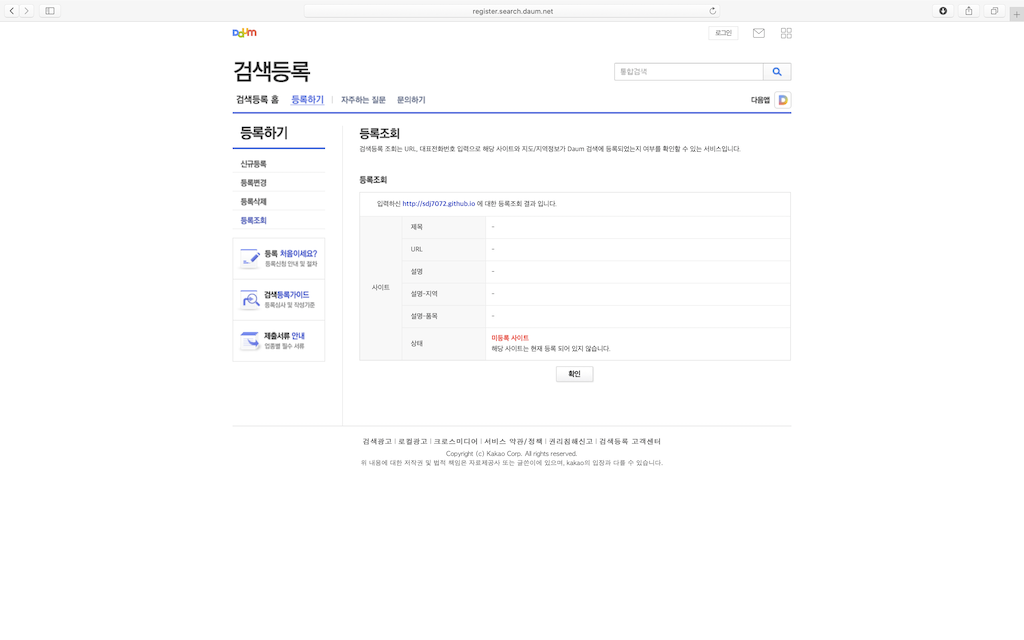 register.search.daum.net
Daum
로그인
검색등록
통합검색
검색등록 홈 등록하기 자주하는 질문 문의하기
다음앱
등록하기
신규등록
등록변경
등록삭제
등록조회
등록 처음이세요?
등록신청 안내 및 절차
검색등록가이드
등록심사 및 작성기준
제출서류 안내
업종별 필수 서류
등록조회
검색등록 조회는 URL, 대표전화번호 입력으로 해당 사이트와 지도/지역정보가 Daum 검색에 등록되었는지 여부를 확인할 수 있는 서비스입니다.
등록조회
입력하신 http://sdj7072.github.io 에 대한 등록조회 결과 입니다.
사이트
제목 -
URL -
설명 -
설명-지역 -
설명-품목 -
상태
미등록 사이트
해당 사이트는 현재 등록 되어 있지 않습니다.
확인
검색광고 | 로컬광고 | 크로스미디어 | 서비스 약관/정책 | 권리침해신고 | 검색등록 고객센터
Copyright (c) Kakao Corp. All rights reserved.
위 내용에 대한 저작권 및 법적 책임은 자료제공사 또는 글쓴이에 있으며, kakao의 입장과 다를 수 있습니다.